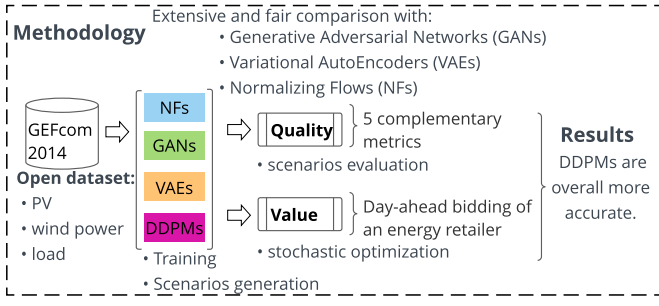 Methodology
Extensive and fair comparison with:
• Generative Adversarial Networks (GANs)
• Variational AutoEncoders (VAEs)
• Normalizing Flows (NFs)
GEFcom
2014
Open dataset:
• PV
• wind power
• load
NFs
GANs
VAEs
DDPMs
• Training
• Scenarios generation
Quality
5 complementary
metrics
• scenarios evaluation
Value
Day-ahead bidding of
an energy retailer
• stochastic optimization
Results
DDPMs are
overall more
accurate.